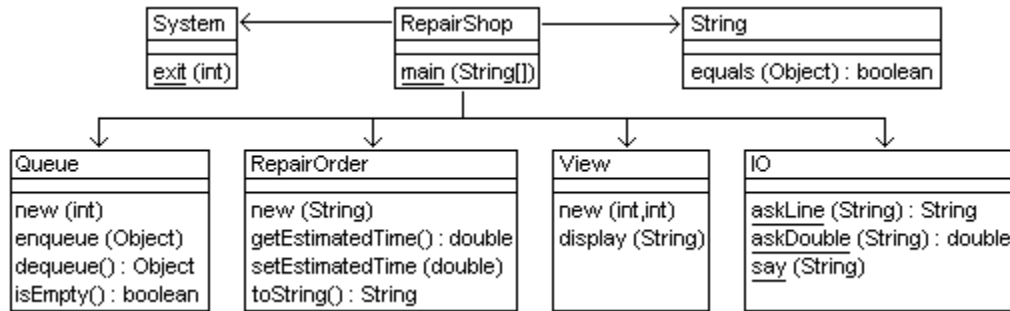 System
exit (int)
RepairShop
main (String[])
String
equals (Object) : boolean
Queue
new (int)
enqueue (Object)
dequeue() : Object
isEmpty() : boolean
RepairOrder
new (String)
getEstimatedTime() : double
setEstimatedTime (double)
toString() : String
View
new (int,int)
display (String)
IO
askLine (String) : String
askDouble (String) : double
say (String)